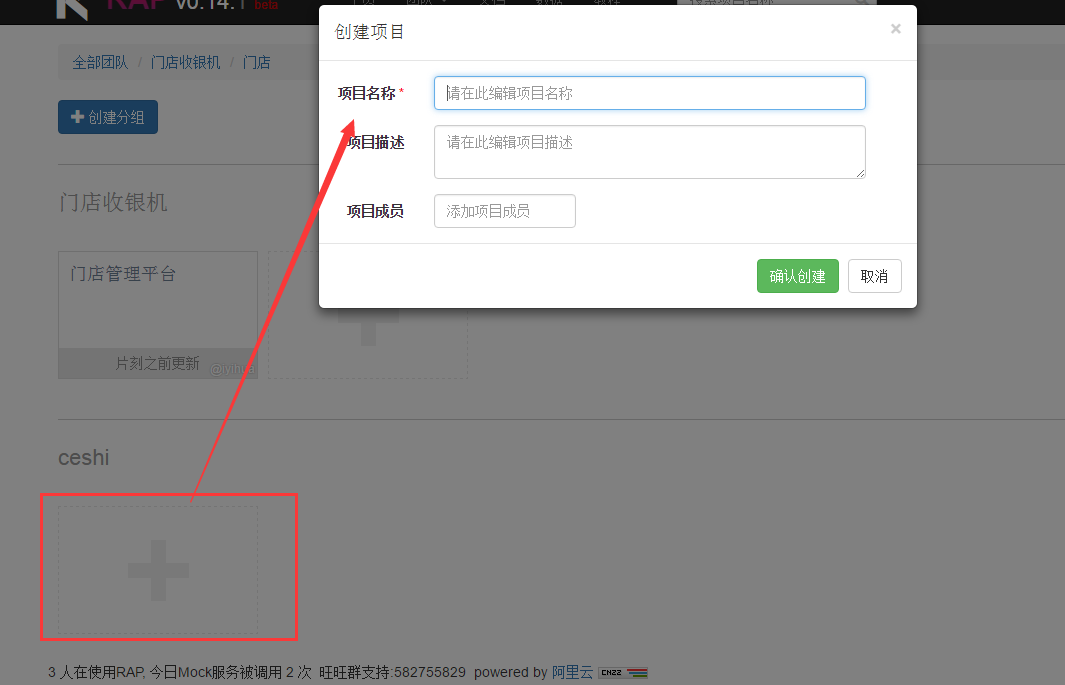 RAP v0.14.1 beta
创建项目 ×
全部团队 / 门店收银机 / 门店
项目名称 * 请在此编辑项目名称
创建分组
项目描述 请在此编辑项目描述
门店收银机
项目成员 添加项目成员
门店管理平台
确认创建 取消
片刻之前更新
ceshi
3 人在使用RAP, 今日Mock服务被调用 2 次 旺旺群支持:582755829 powered by 阿里云 CNZZ